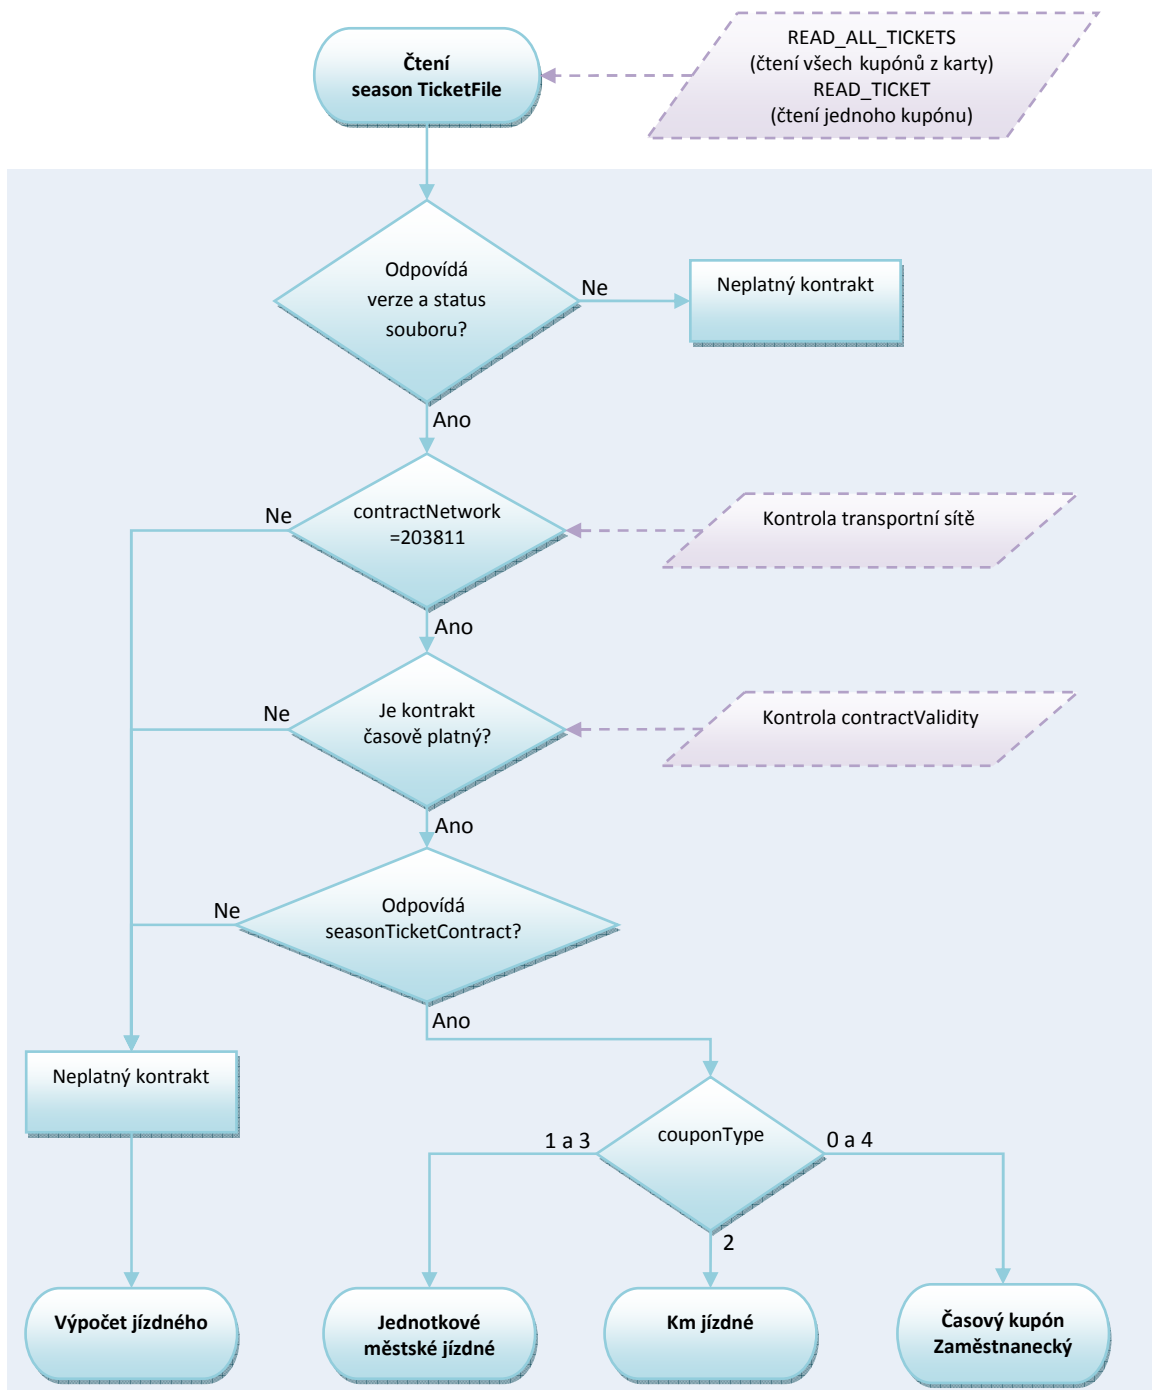 Čtení
season TicketFile
READ_ALL_TICKETS
(čtení všech kupónů z karty)
READ_TICKET
(čtení jednoho kupónu)
Odpovídá
verze a status
souboru?
Ne
Neplatný kontrakt
Ano
contractNetwork
=203811
Ne
Kontrola transportní sítě
Ano
Je kontrakt
časově platný?
Ne
Kontrola contractValidity
Ano
Odpovídá
seasonTicketContract?
Ne
Ano
Neplatný kontrakt
couponType
1 a 3
0 a 4
2
Výpočet jízdného
Jednotkové
městské jízdné
Km jízdné
Časový kupón
Zaměstnanecký